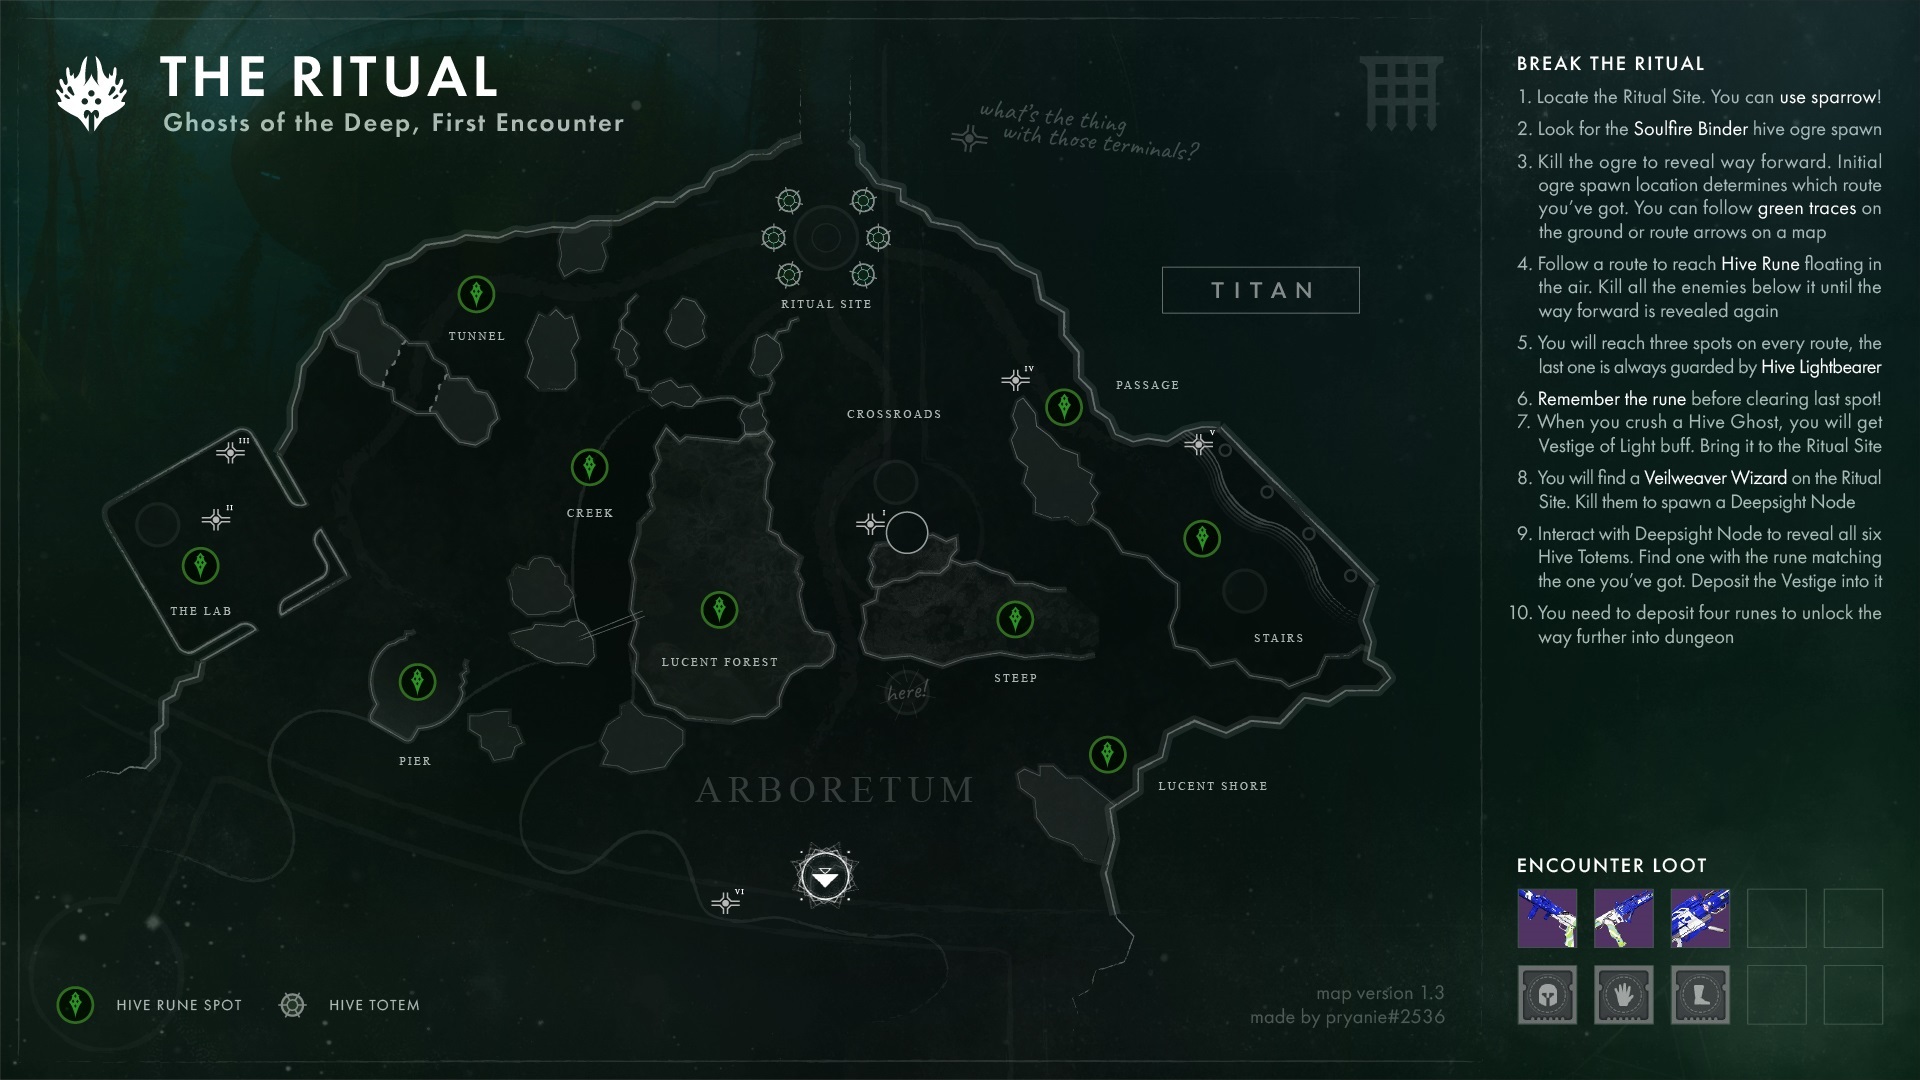 THE RITUAL
Ghosts of the Deep, First Encounter
what's the thing
with those terminals?
TITAN
RITUAL SITE
TUNNEL
IV
PASSAGE
CROSSROADS
V
III
II
CREEK
I
THE LAB
STAIRS
LUCENT FOREST
STEEP
here!
PIER
LUCENT SHORE
ARBORETUM
VI
HIVE RUNE SPOT
HIVE TOTEM
map version 1.3
made by pryanie#2536
BREAK THE RITUAL
1. Locate the Ritual Site. You can use sparrow!
2. Look for the Soulfire Binder hive ogre spawn
3. Kill the ogre to reveal way forward. Initial
ogre spawn location determines which route
you've got. You can follow green traces on
the ground or route arrows on a map
4. Follow a route to reach Hive Rune floating in
the air. Kill all the enemies below it until the
way forward is revealed again
5. You will reach three spots on every route, the
last one is always guarded by Hive Lightbearer
6. Remember the rune before clearing last spot!
7. When you crush a Hive Ghost, you will get
Vestige of Light buff. Bring it to the Ritual Site
8. You will find a Veilweaver Wizard on the Ritual
Site. Kill them to spawn a Deepsight Node
9. Interact with Deepsight Node to reveal all six
Hive Totems. Find one with the rune matching
the one you've got. Deposit the Vestige into it
10. You need to deposit four runes to unlock the
way further into dungeon
ENCOUNTER LOOT